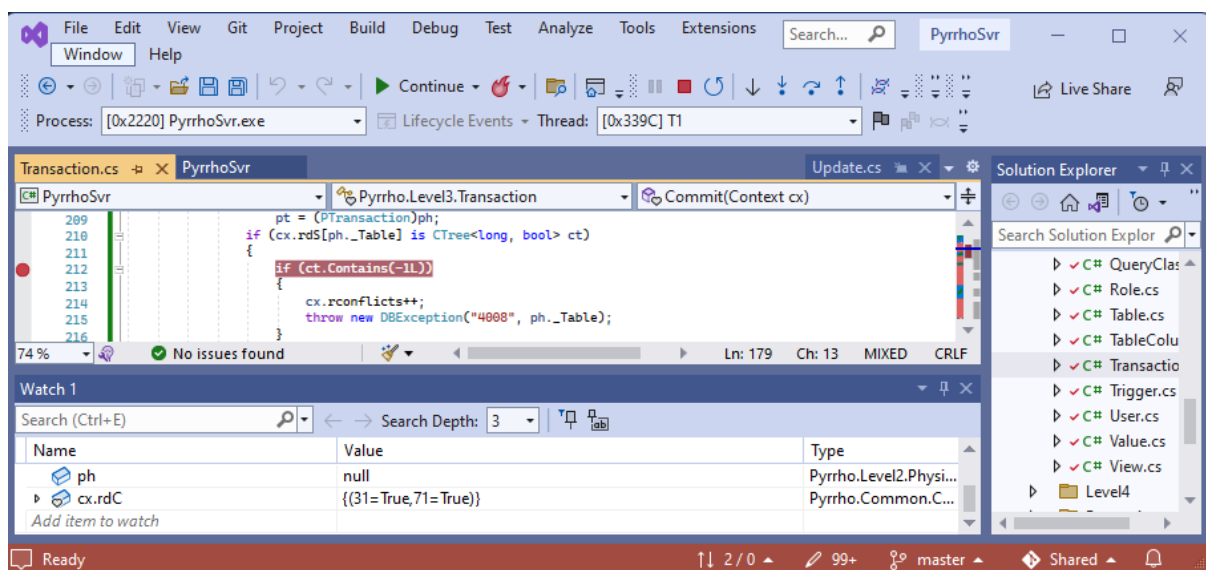 File Edit View Git Project Build Debug Test Analyze Tools Extensions Search... PyrrhoSvr
Window Help
Continue Live Share
Process: [0x2220] PyrrhoSvr.exe Lifecycle Events Thread: [0x339C] T1
Transaction.cs PyrrhoSvr Update.cs Solution Explorer
C# PyrrhoSvr Pyrrho.Level3.Transaction Commit(Context cx)
209 pt = (PTransaction)ph;
210 if (cx.rdS[ph._Table] is CTree<long, bool> ct)
211 {
212 if (ct.Contains(-1L))
213 {
214 cx.rconflicts++;
215 throw new DBException("4008", ph._Table);
216 }
74 % No issues found Ln: 179 Ch: 13 MIXED CRLF
Search Solution Explor
C# QueryClas
C# Role.cs
C# Table.cs
C# TableColu
C# Transactio
C# Trigger.cs
C# User.cs
C# Value.cs
C# View.cs
Level4
Watch 1
Search (Ctrl+E) Search Depth: 3
Name Value Type
ph null Pyrrho.Level2.Physi...
cx.rdC {(31=True,71=True)} Pyrrho.Common.C...
Add item to watch
Ready 2 / 0 99+ master Shared